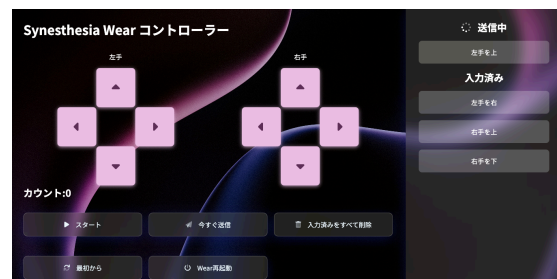 Synesthesia Wear コントローラー
左手
右手
カウント:0
スタート
今すぐ送信
入力済みをすべて削除
最初から
Wear再起動
送信中
左手を上
入力済み
左手を右
右手を上
右手を下